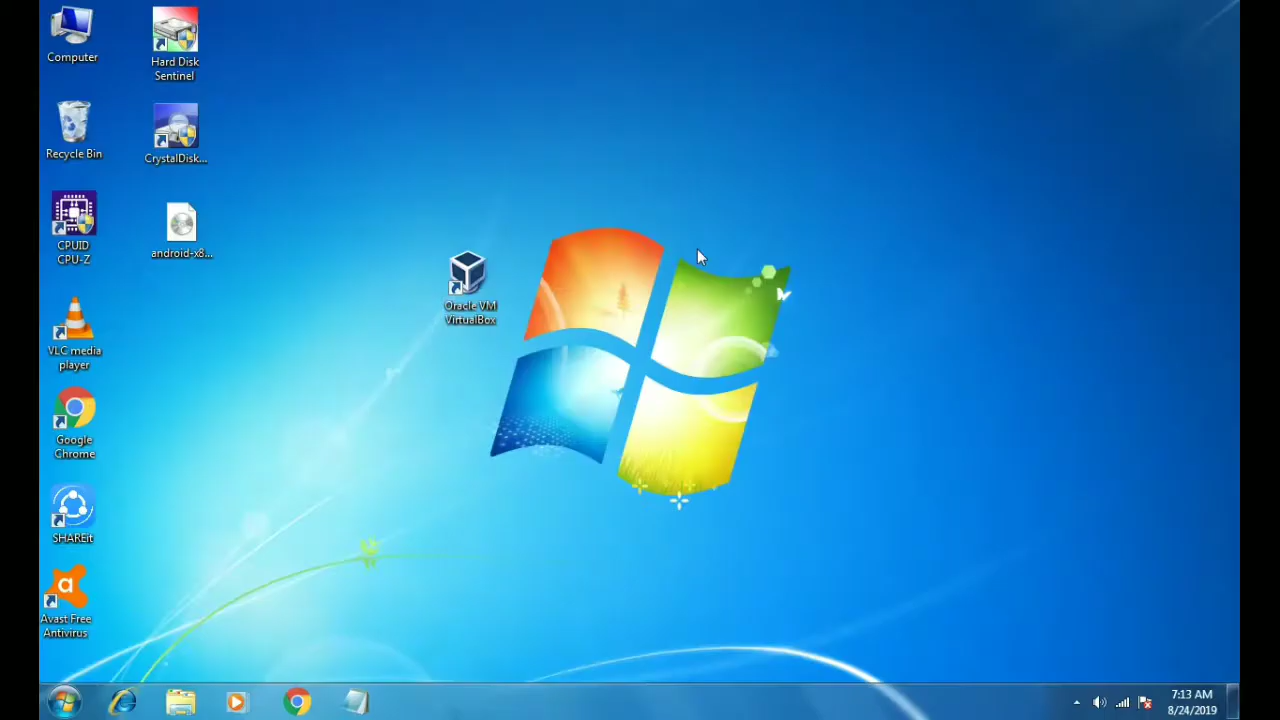 Computer
Hard Disk
Sentinel
Recycle Bin
CrystalDisk...
CPUID
CPU-Z
android-x8...
Oracle VM
VirtualBox
VLC media
player
Google
Chrome
SHAREit
a
Avast Free
Antivirus
7:13 AM
8/24/2019